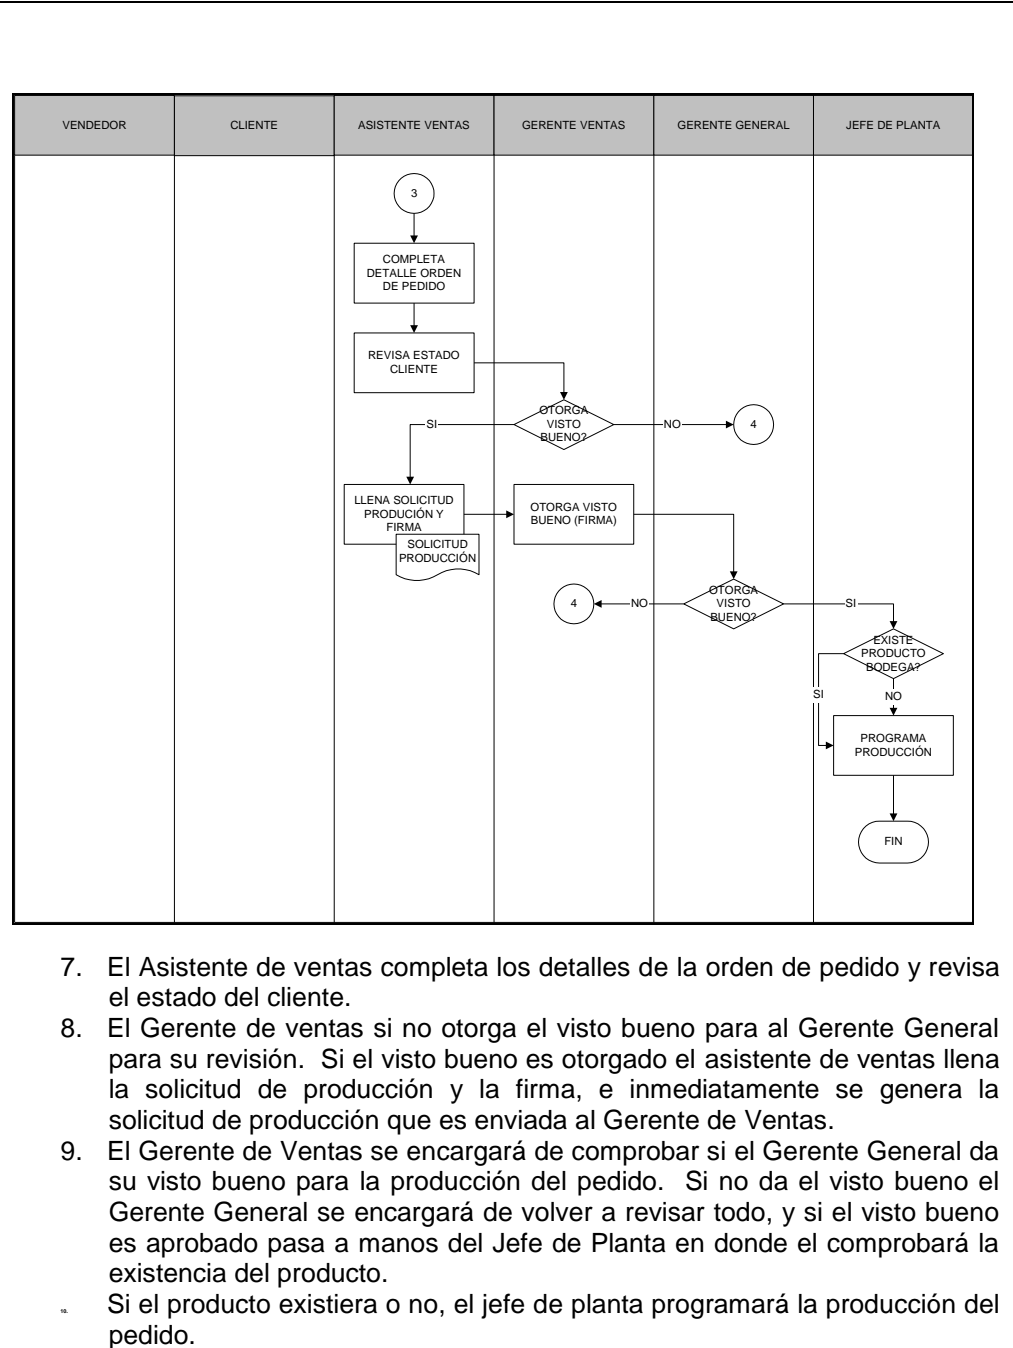 VENDEDOR
CLIENTE
ASISTENTE VENTAS
GERENTE VENTAS
GERENTE GENERAL
JEFE DE PLANTA
3
COMPLETA
DETALLE ORDEN
DE PEDIDO
REVISA ESTADO
CLIENTE
OTORGA
VISTO
BUENO?
SI
NO
4
LLENA SOLICITUD
PRODUCIÓN Y
FIRMA
SOLICITUD
PRODUCCIÓN
OTORGA VISTO
BUENO (FIRMA)
OTORGA
VISTO
BUENO?
4
NO
SI
EXISTE
PRODUCTO
BODEGA?
SI
NO
PROGRAMA
PRODUCCIÓN
FIN
7. El Asistente de ventas completa los detalles de la orden de pedido y revisa
el estado del cliente.
8. El Gerente de ventas si no otorga el visto bueno para al Gerente General
para su revisión. Si el visto bueno es otorgado el asistente de ventas llena
la solicitud de producción y la firma, e inmediatamente se genera la
solicitud de producción que es enviada al Gerente de Ventas.
9. El Gerente de Ventas se encargará de comprobar si el Gerente General da
su visto bueno para la producción del pedido. Si no da el visto bueno el
Gerente General se encargará de volver a revisar todo, y si el visto bueno
es aprobado pasa a manos del Jefe de Planta en donde el comprobará la
existencia del producto.
10. Si el producto existiera o no, el jefe de planta programará la producción del
pedido.